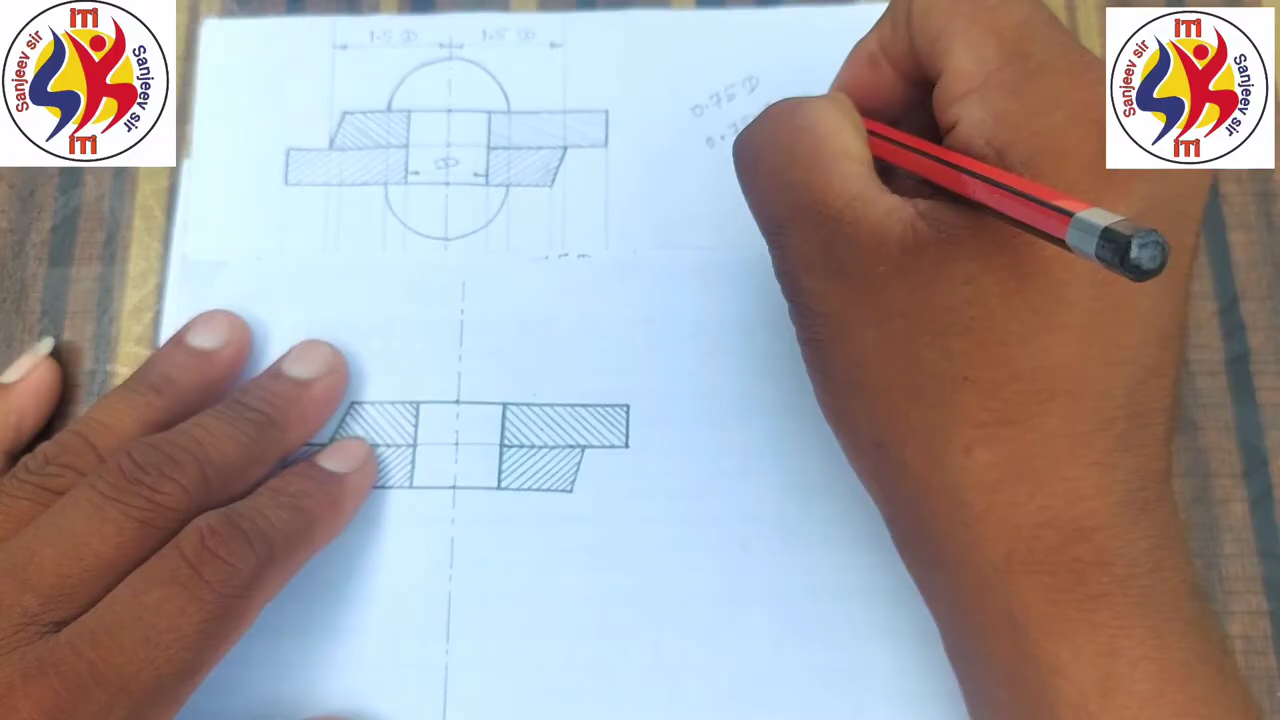 ITI
Sanjeev sir
Sanjeev sir
ITI
ITI
Sanjeev sir
Sanjeev sir
ITI
1.5 D 1.5 D
0.75 D
D